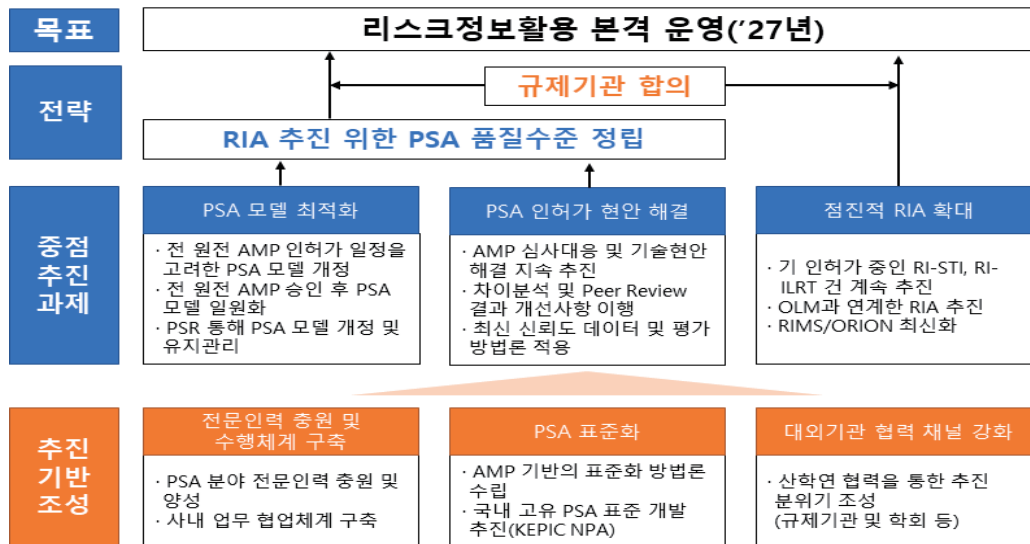 목표
리스크정보활용 본격 운영(’27년)
전략
규제기관 합의
RIA 추진 위한 PSA 품질수준 정립
중점
추진
과제
PSA 모델 최적화
· 전 원전 AMP 인허가 일정을
고려한 PSA 모델 개정
· 전 원전 AMP 승인 후 PSA
모델 일원화
· PSR 통해 PSA 모델 개정 및
유지관리
PSA 인허가 현안 해결
· AMP 심사대응 및 기술현안
해결 지속 추진
· 차이분석 및 Peer Review
결과 개선사항 이행
· 최신 신뢰도 데이터 및 평가
방법론 적용
점진적 RIA 확대
· 기 인허가 중인 RI-STI, RI-
ILRT 건 계속 추진
· OLM과 연계한 RIA 추진
· RIMS/ORION 최신화
추진
기반
조성
전문인력 충원 및
수행체계 구축
· PSA 분야 전문인력 충원 및
양성
· 사내 업무 협업체계 구축
PSA 표준화
· AMP 기반의 표준화 방법론
수립
· 국내 고유 PSA 표준 개발
추진(KEPIC NPA)
대외기관 협력 채널 강화
· 산학연 협력을 통한 추진
분위기 조성
(규제기관 및 학회 등)